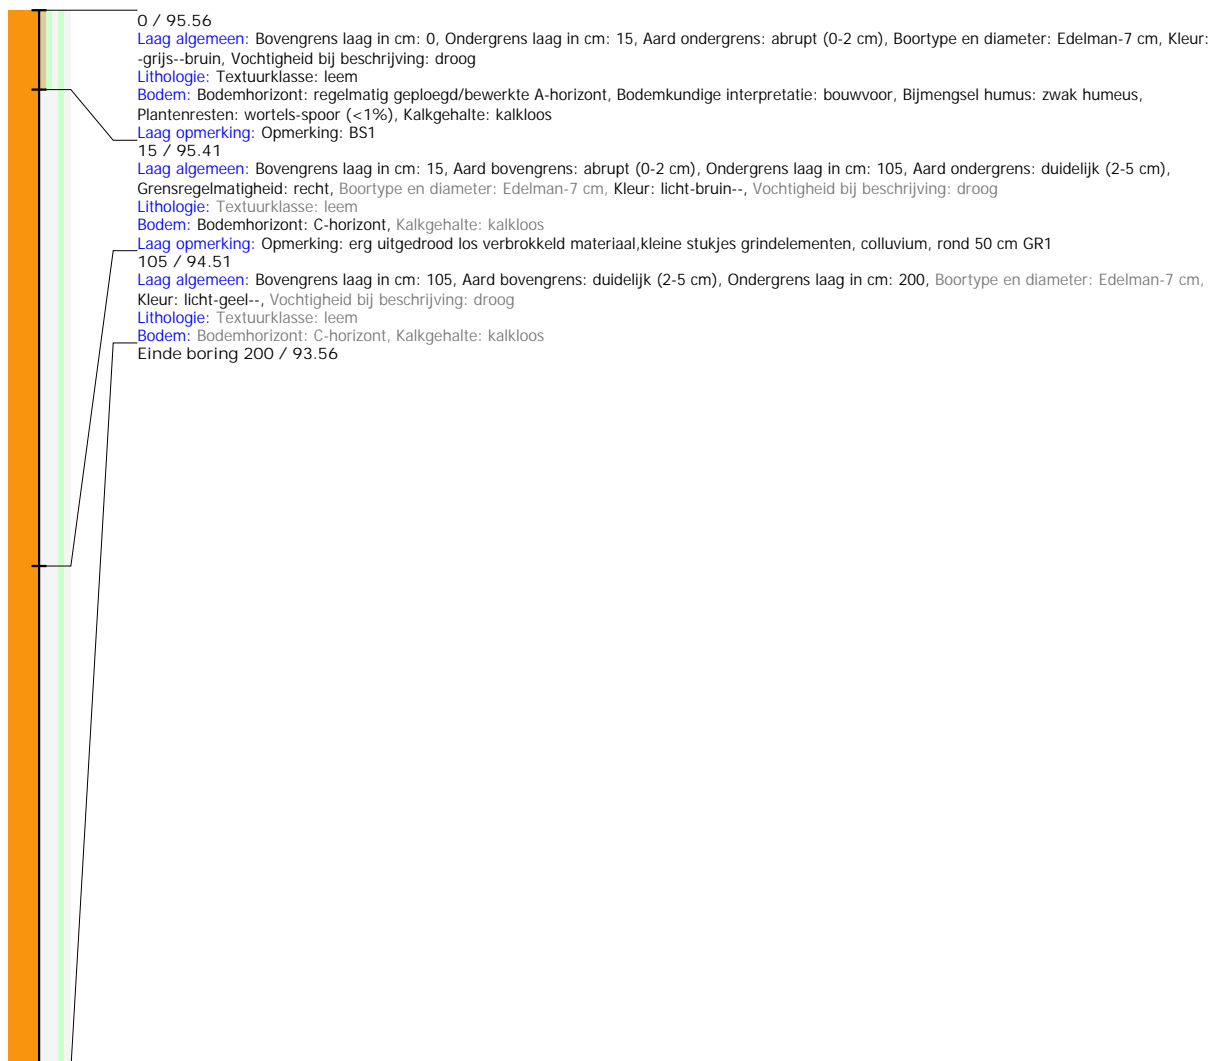 0 / 95.56
Laag algemeen: Bovengrens laag in cm: 0, Ondergrens laag in cm: 15, Aard ondergrens: abrupt (0-2 cm), Boortype en diameter: Edelman-7 cm, Kleur:
-grijs--bruin, Vochtigheid bij beschrijving: droog
Lithologie: Textuurklasse: leem
Bodem: Bodemhorizont: regelmatig geploegd/bewerkte A-horizont, Bodemkundige interpretatie: bouwvoor, Bijmengsel humus: zwak humeus,
Plantenresten: wortels-spoor (<1%), Kalkgehalte: kalkloos
Laag opmerking: Opmerking: BS1
15 / 95.41
Laag algemeen: Bovengrens laag in cm: 15, Aard bovengrens: abrupt (0-2 cm), Ondergrens laag in cm: 105, Aard ondergrens: duidelijk (2-5 cm),
Grensregelmatigheid: recht, Boortype en diameter: Edelman-7 cm, Kleur: licht-bruin--, Vochtigheid bij beschrijving: droog
Lithologie: Textuurklasse: leem
Bodem: Bodemhorizont: C-horizont, Kalkgehalte: kalkloos
Laag opmerking: Opmerking: erg uitgedrood los verbrokkeld materiaal,kleine stukjes grindelementen, colluvium, rond 50 cm GR1
105 / 94.51
Laag algemeen: Bovengrens laag in cm: 105, Aard bovengrens: duidelijk (2-5 cm), Ondergrens laag in cm: 200, Boortype en diameter: Edelman-7 cm,
Kleur: licht-geel--, Vochtigheid bij beschrijving: droog
Lithologie: Textuurklasse: leem
Bodem: Bodemhorizont: C-horizont, Kalkgehalte: kalkloos
Einde boring 200 / 93.56